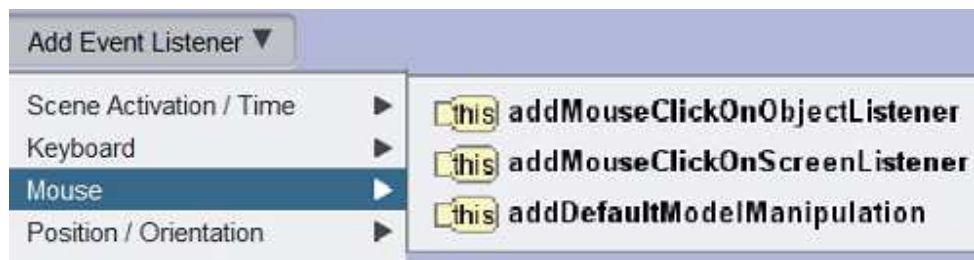 Add Event Listener ▼
Scene Activation / Time ▶
Keyboard ▶
Mouse ▶
Position / Orientation ▶
this addMouseClickOnObjectListener
this addMouseClickOnScreenListener
this addDefaultModelManipulation